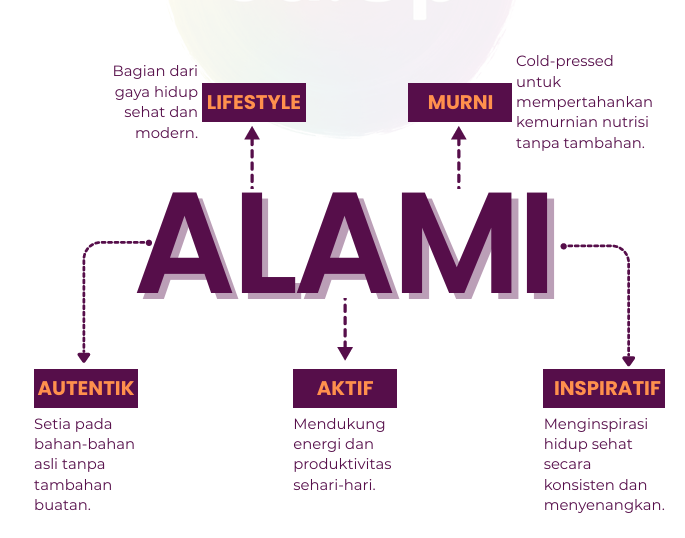 Bagian dari
gaya hidup
sehat dan
modern.
LIFESTYLE
MURNI
Cold-pressed
untuk
mempertahankan
kemurnian nutrisi
tanpa tambahan.
ALAMI
AUTENTIK
Setia pada
bahan-bahan
asli tanpa
tambahan
buatan.
AKTIF
Mendukung
energi dan
produktivitas
sehari-hari.
INSPIRATIF
Menginspirasi
hidup sehat
secara
konsisten dan
menyenangkan.